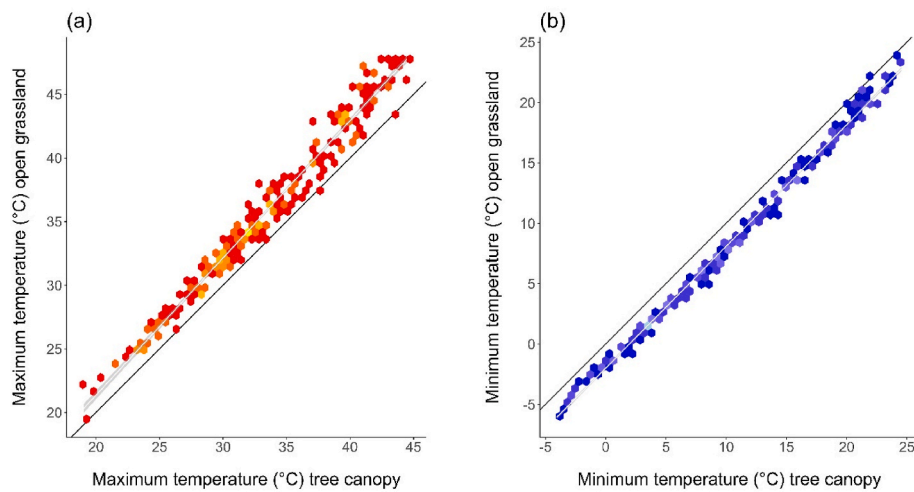 (a)
Maximum temperature (°C) open grassland
45
40
35
30
25
20
20 25 30 35 40 45
Maximum temperature (°C) tree canopy
(b)
Minimum temperature (°C) open grassland
25
20
15
10
5
0
-5
-5 0 5 10 15 20 25
Minimum temperature (°C) tree canopy